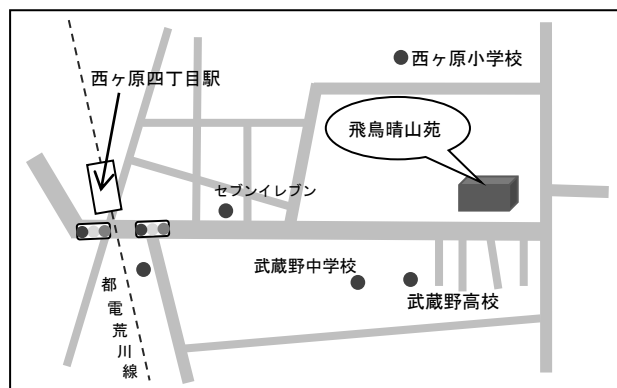 西ヶ原小学校
西ヶ原四丁目駅
飛鳥晴山苑
セブンイレブン
武蔵野中学校
武蔵野高校
都電荒川線